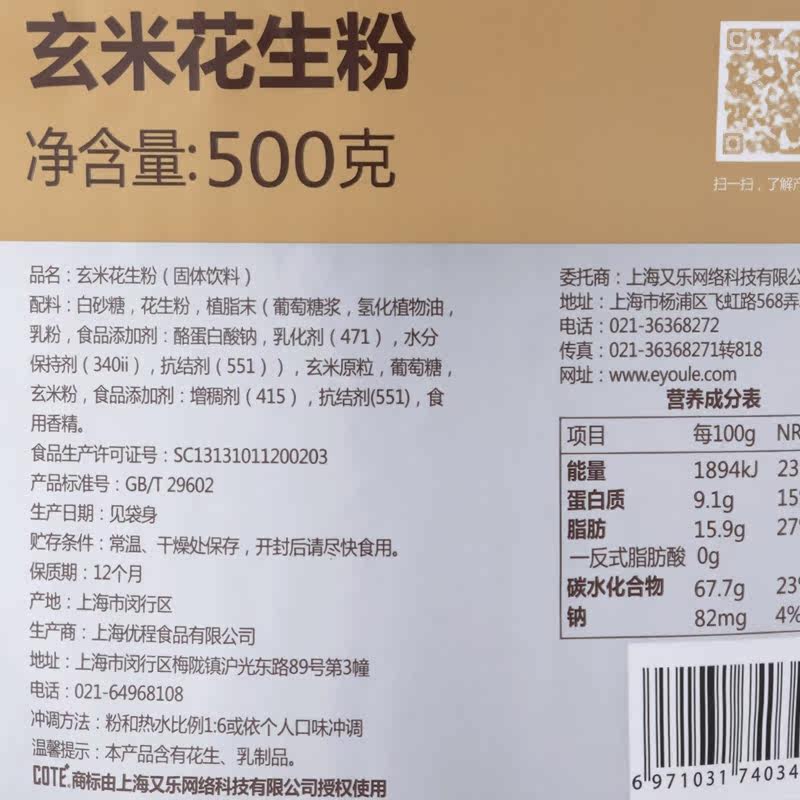 玄米花生粉
净含量:500克
扫一扫，了解产
品名：玄米花生粉（固体饮料）
配料：白砂糖，花生粉，植脂末（葡萄糖浆，氢化植物油，
乳粉，食品添加剂：酪蛋白酸钠，乳化剂（471），水分
保持剂（340ii），抗结剂（551）），玄米原粒，葡萄糖，
玄米粉，食品添加剂：增稠剂（415），抗结剂(551)，食
用香精。
食品生产许可证号：SC13131011200203
产品标准号：GB/T 29602
生产日期：见袋身
贮存条件：常温、干燥处保存，开封后请尽快食用。
保质期：12个月
产地：上海市闵行区
生产商：上海优程食品有限公司
地址：上海市闵行区梅陇镇沪光东路89号第3幢
电话：021-64968108
冲调方法：粉和热水比例1:6或依个人口味冲调
温馨提示：本产品含有花生、乳制品。
COTE商标由上海又乐网络科技有限公司授权使用
委托商：上海又乐网络科技有限公
地址：上海市杨浦区飞虹路568弄
电话：021-36368272
传真：021-36368271转818
网址：www.eyoule.com
营养成分表
项目 每100g NR
能量 1894kJ 23
蛋白质 9.1g 15
脂肪 15.9g 27
—反式脂肪酸 0g
碳水化合物 67.7g 23%
钠 82mg 4%
6 971031 74034